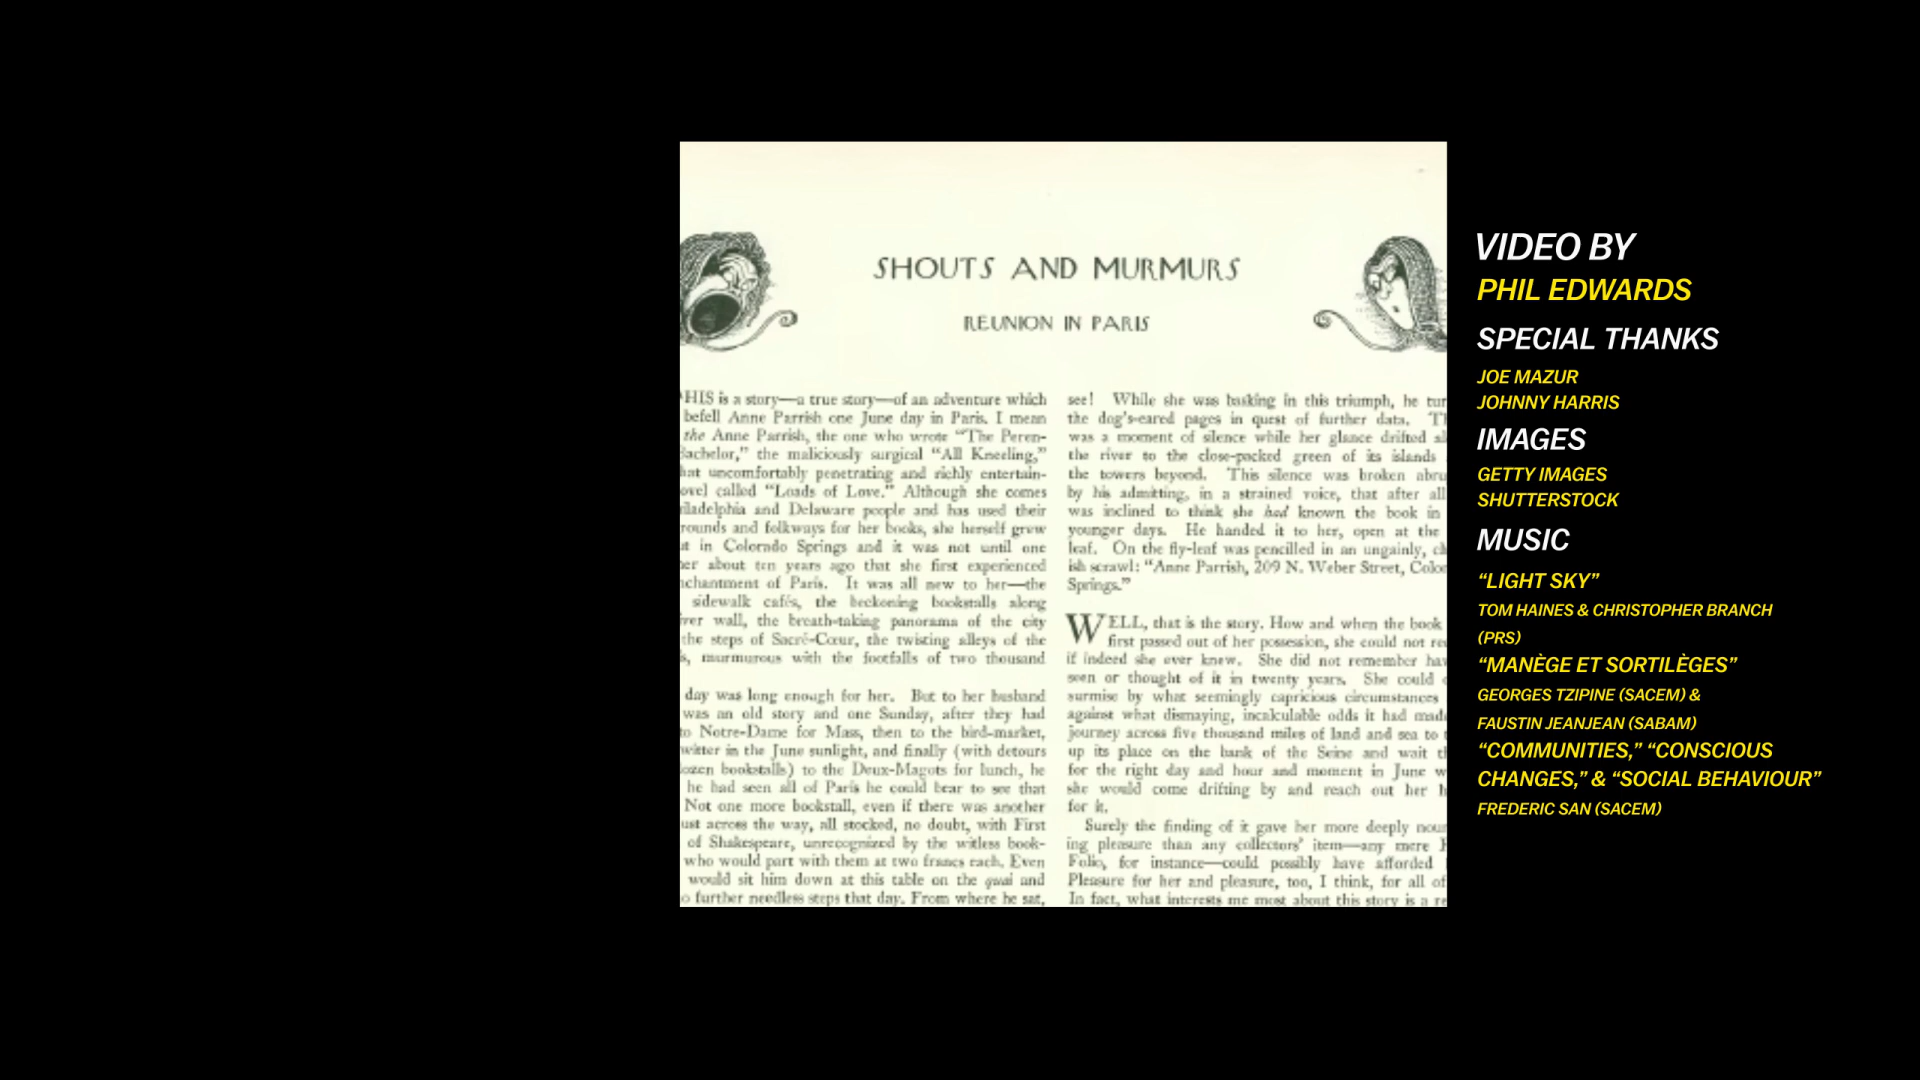 SHOUTS AND MURMURS
REUNION IN PARIS
HIS is a story—a true story—of an adventure which
befell Anne Parrish one June day in Paris. I mean
the Anne Parrish, the one who wrote “The Peren-
Bachelor,” the maliciously surgical “All Kneeling,”
hat uncomfortably penetrating and richly entertain-
ovel called “Loads of Love.” Although she comes
iladelphia and Delaware people and has used their
rounds and folkways for her books, she herself grew
at in Colorado Springs and it was not until one
er about ten years ago that she first experienced
chantment of Paris. It was all new to her—the
sidewalk cafés, the beckoning bookstalls along
ver wall, the breath-taking panorama of the city
the steps of Sacré-Cœur, the twisting alleys of the
s, murmurous with the footfalls of two thousand
day was long enough for her. But to her husband
was an old story and one Sunday, after they had
to Notre-Dame for Mass, then to the bird-market,
witter in the June sunlight, and finally (with detours
ozen bookstalls) to the Deux-Magots for lunch, he
he had seen all of Paris he could bear to see that
Not one more bookstall, even if there was another
ust across the way, all stocked, no doubt, with First
of Shakespeare, unrecognized by the witless book-
who would part with them at two francs each. Even
would sit him down at this table on the quai and
o further needless steps that day. From where he sat,
see! While she was basking in this triumph, he tur
the dog’s-eared pages in quest of further data. Th
was a moment of silence while her glance drifted al
the river to the close-packed green of its islands
the towers beyond. This silence was broken abru
by his admitting, in a strained voice, that after all
was inclined to think she had known the book in
younger days. He handed it to her, open at the
leaf. On the fly-leaf was pencilled in an ungainly, ch
ish scrawl: “Anne Parrish, 209 N. Weber Street, Color
Springs.”
WELL, that is the story. How and when the book
first passed out of her possession, she could not re
if indeed she ever knew. She did not remember hav
seen or thought of it in twenty years. She could
surmise by what seemingly capricious circumstances
against what dismaying, incalculable odds it had made
journey across five thousand miles of land and sea to t
up its place on the bank of the Seine and wait th
for the right day and hour and moment in June w
she would come drifting by and reach out her h
for it.
Surely the finding of it gave her more deeply nour
ing pleasure than any collectors’ item—any mere F
Folio, for instance—could possibly have afforded
Pleasure for her and pleasure, too, I think, for all of
In fact, what interests me most about this story is a re
VIDEO BY
PHIL EDWARDS
SPECIAL THANKS
JOE MAZUR
JOHNNY HARRIS
IMAGES
GETTY IMAGES
SHUTTERSTOCK
MUSIC
“LIGHT SKY”
TOM HAINES & CHRISTOPHER BRANCH
(PRS)
“MANÈGE ET SORTILÈGES”
GEORGES TZIPINE (SACEM) &
FAUSTIN JEANJEAN (SABAM)
“COMMUNITIES,” “CONSCIOUS
CHANGES,” & “SOCIAL BEHAVIOUR”
FREDERIC SAN (SACEM)